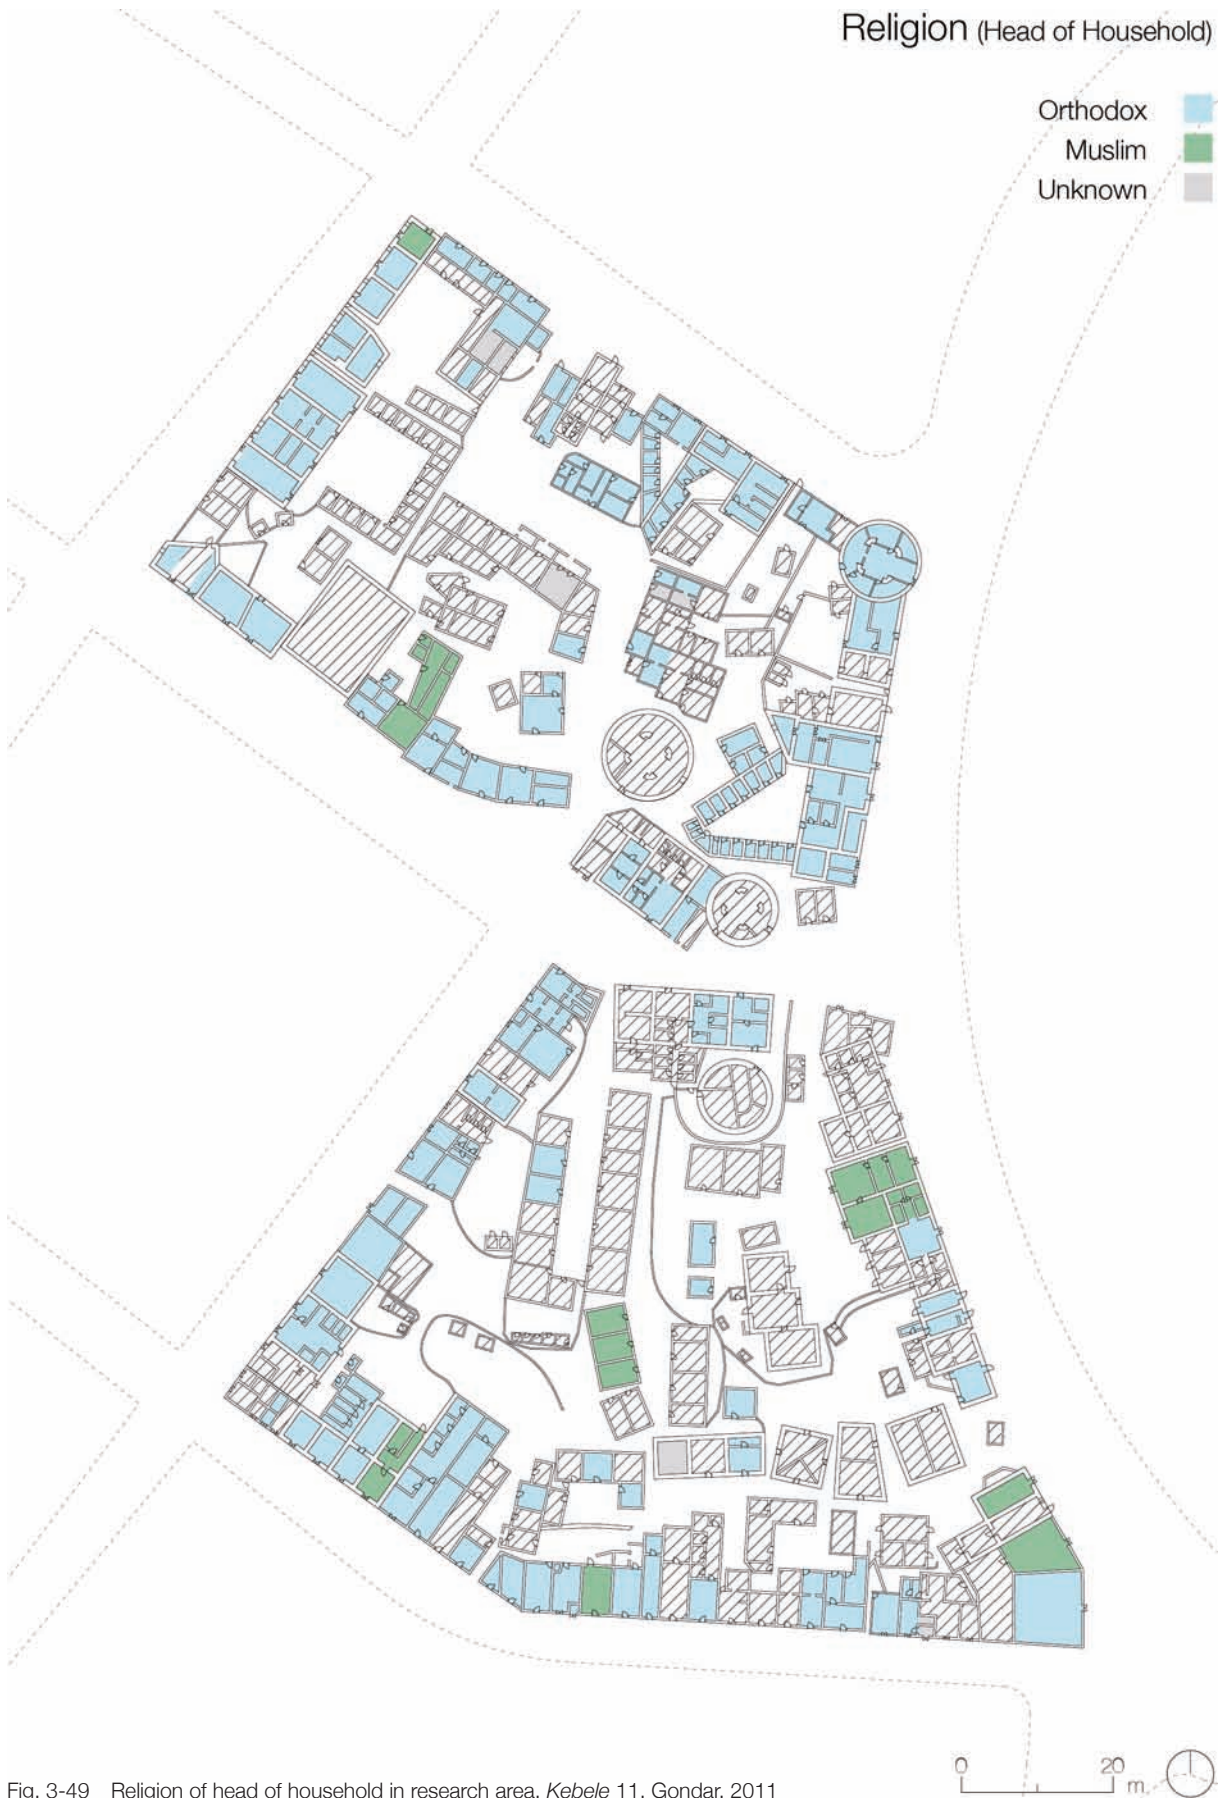 Religion (Head of Household)
Orthodox
Muslim
Unknown
0 20 m
Fig. 3-49 Religion of head of household in research area, Kebele 11, Gondar, 2011